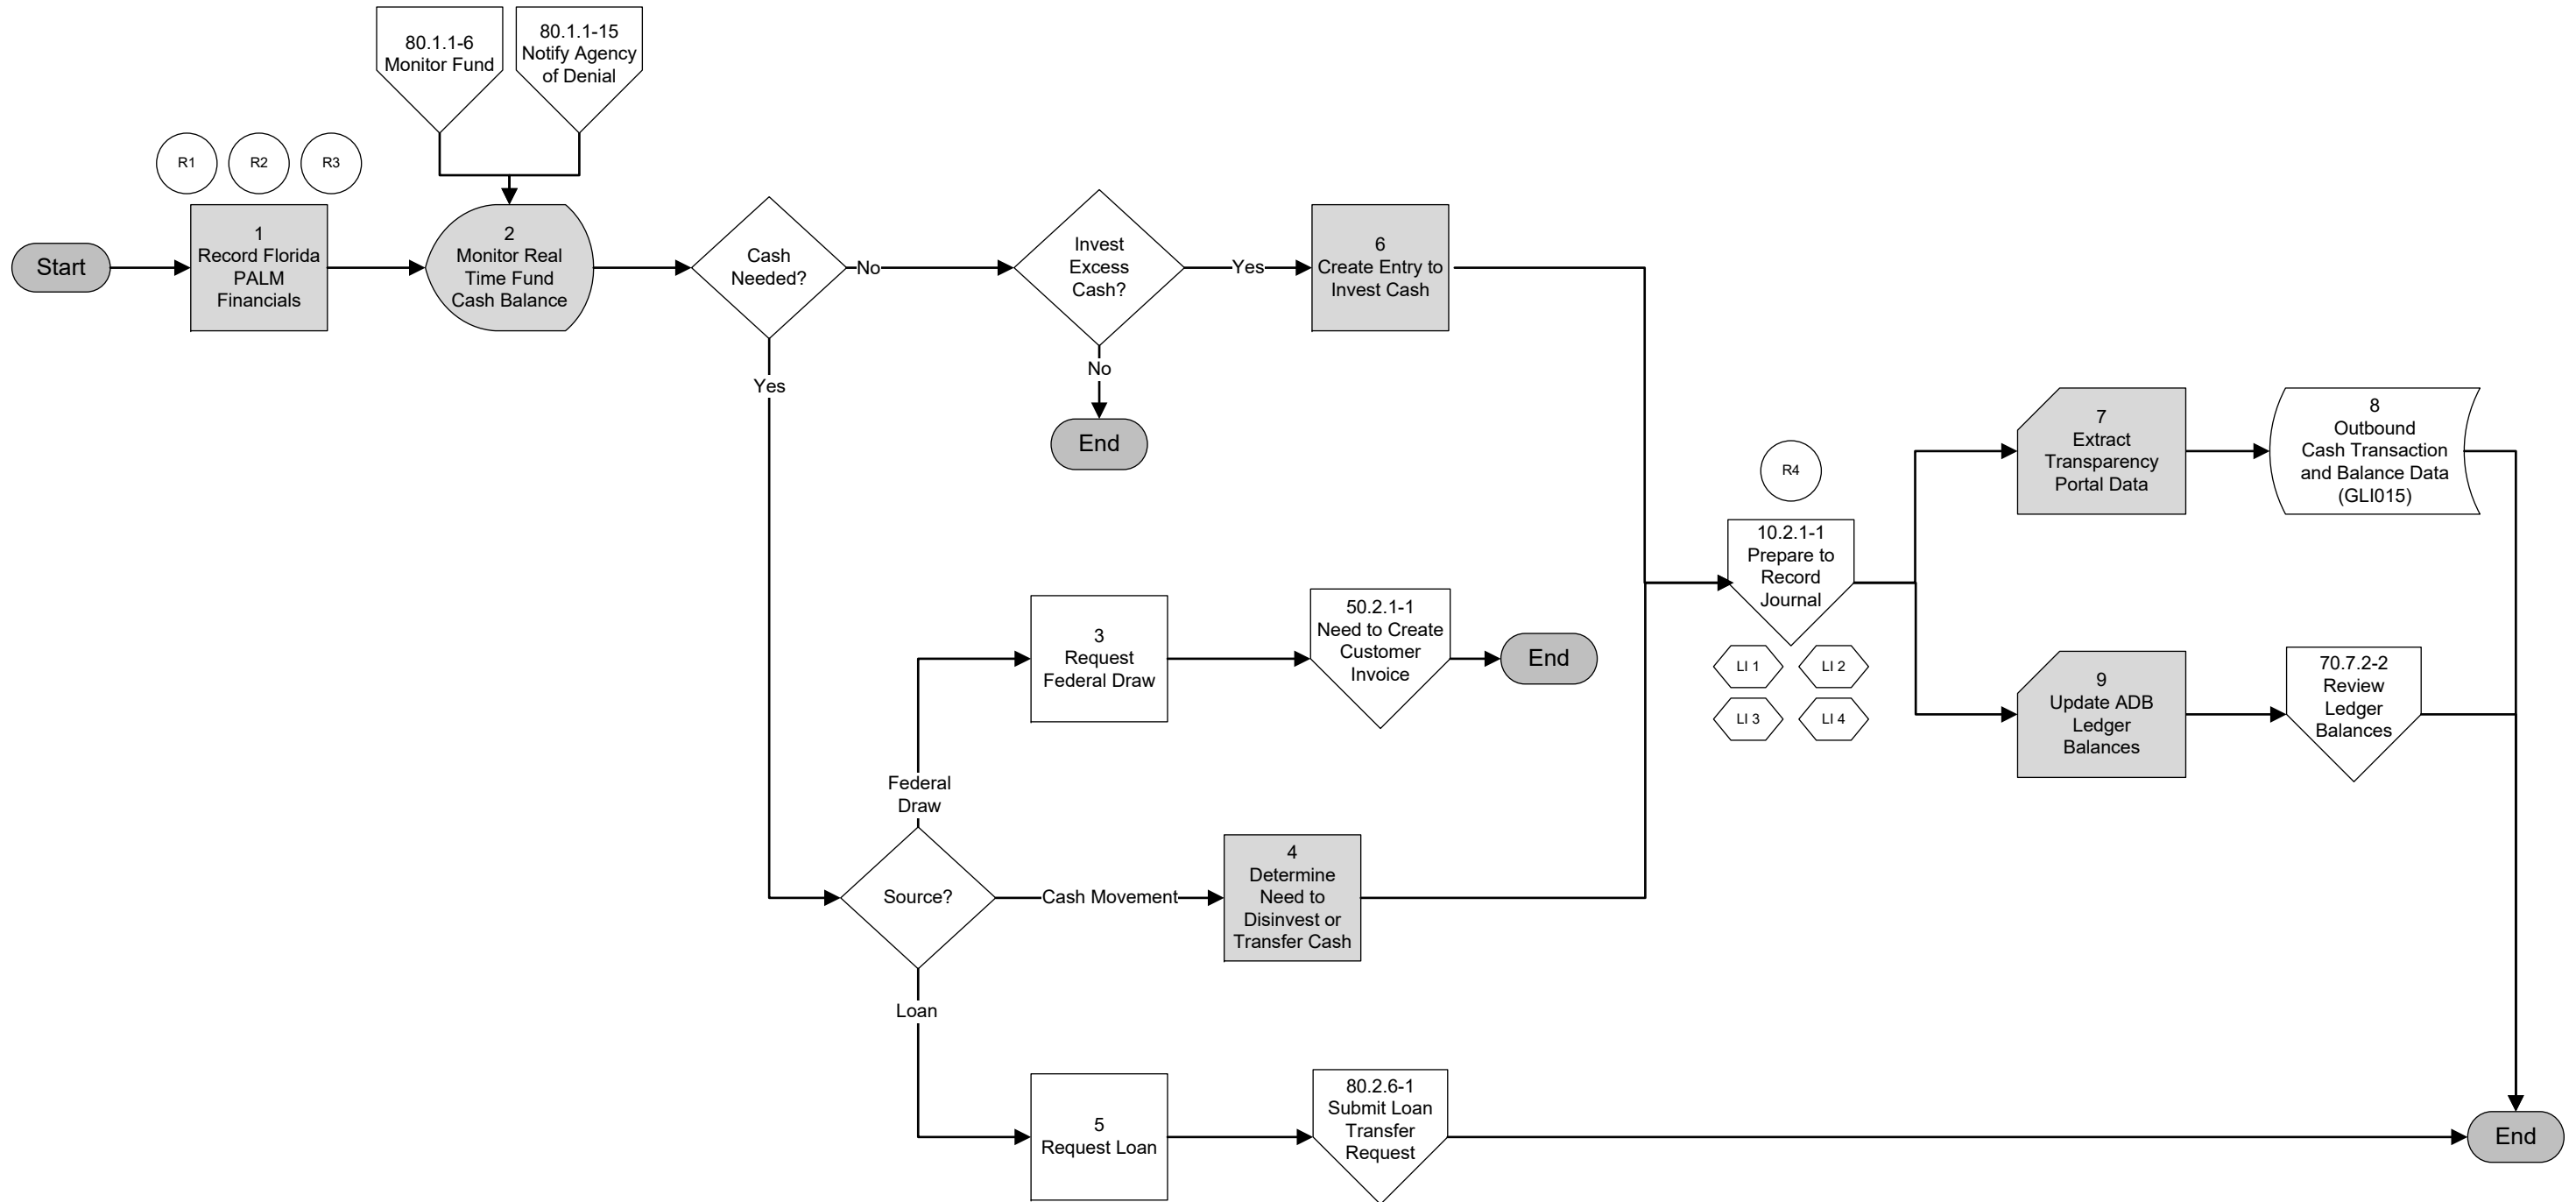 80.1.1-6
Monitor Fund
80.1.1-15
Notify Agency
of Denial
R1
R2
R3
Start
1
Record Florida
PALM
Financials
2
Monitor Real
Time Fund
Cash Balance
Cash
Needed?
No
Invest
Excess
Cash?
Yes
6
Create Entry to
Invest Cash
Yes
No
End
R4
10.2.1-1
Prepare to
Record
Journal
LI 1
LI 2
LI 3
LI 4
7
Extract
Transparency
Portal Data
8
Outbound
Cash Transaction
and Balance Data
(GLI015)
3
Request
Federal Draw
50.2.1-1
Need to Create
Customer
Invoice
End
9
Update ADB
Ledger
Balances
70.7.2-2
Review
Ledger
Balances
Federal
Draw
Source?
Cash Movement
4
Determine
Need to
Disinvest or
Transfer Cash
Loan
5
Request Loan
80.2.6-1
Submit Loan
Transfer
Request
End